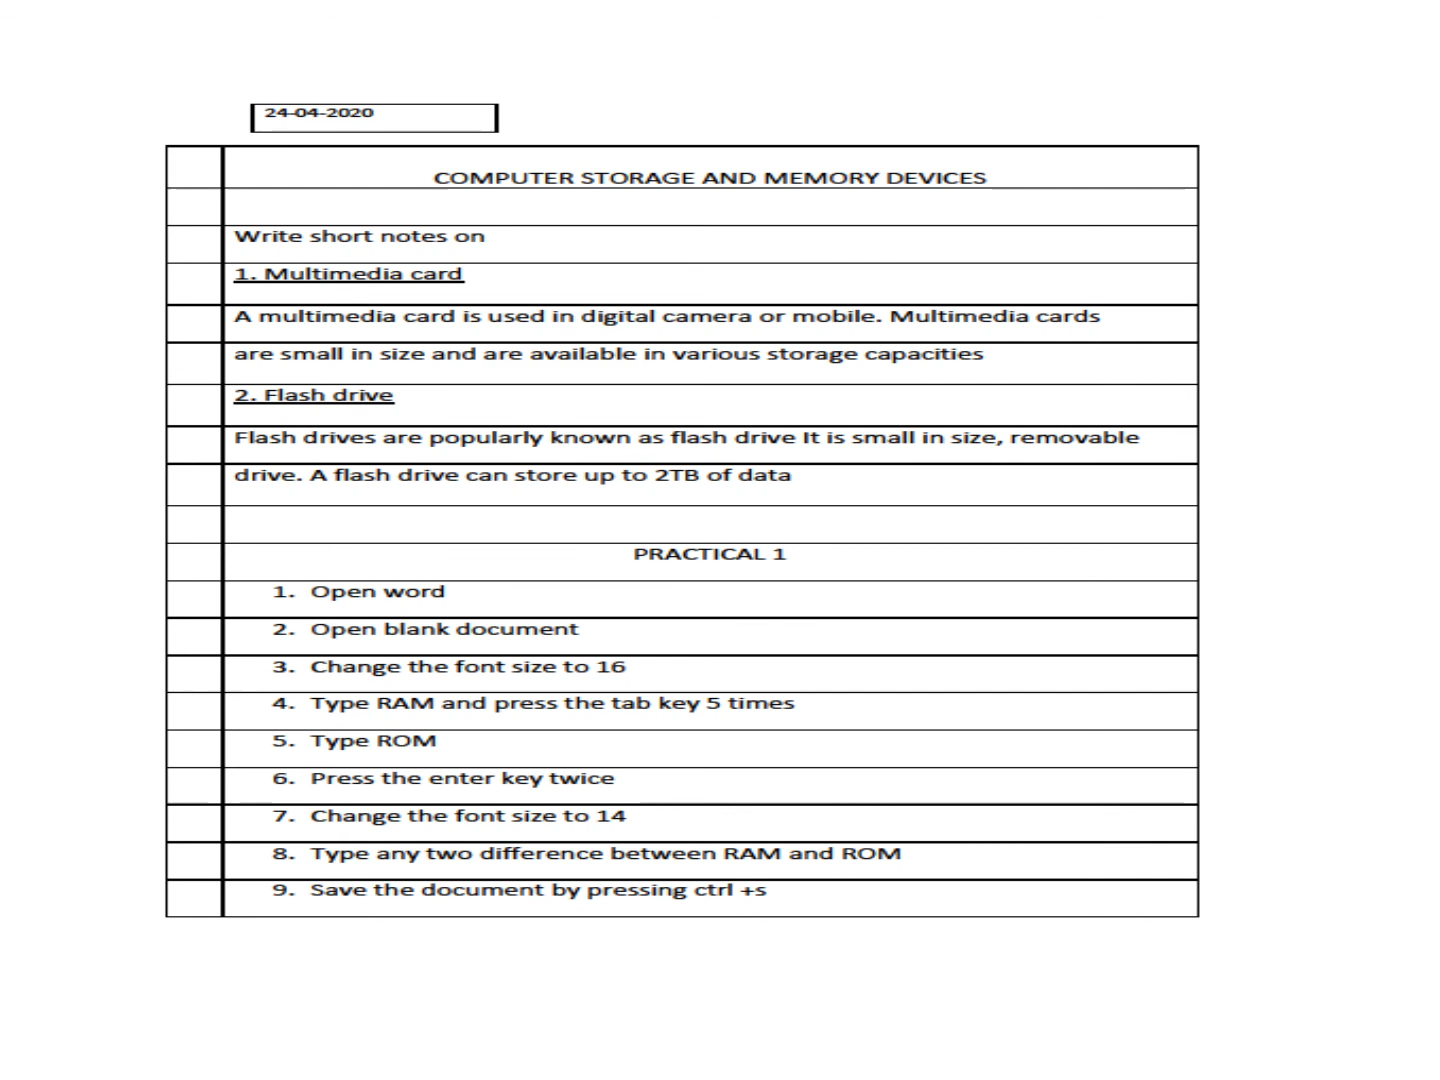 24-04-2020
COMPUTER STORAGE AND MEMORY DEVICES
Write short notes on
1. Multimedia card
A multimedia card is used in digital camera or mobile. Multimedia cards
are small in size and are available in various storage capacities
2. Flash drive
Flash drives are popularly known as flash drive It is small in size, removable
drive. A flash drive can store up to 2TB of data
PRACTICAL 1
1. Open word
2. Open blank document
3. Change the font size to 16
4. Type RAM and press the tab key 5 times
5. Type ROM
6. Press the enter key twice
7. Change the font size to 14
8. Type any two difference between RAM and ROM
9. Save the document by pressing ctrl +s